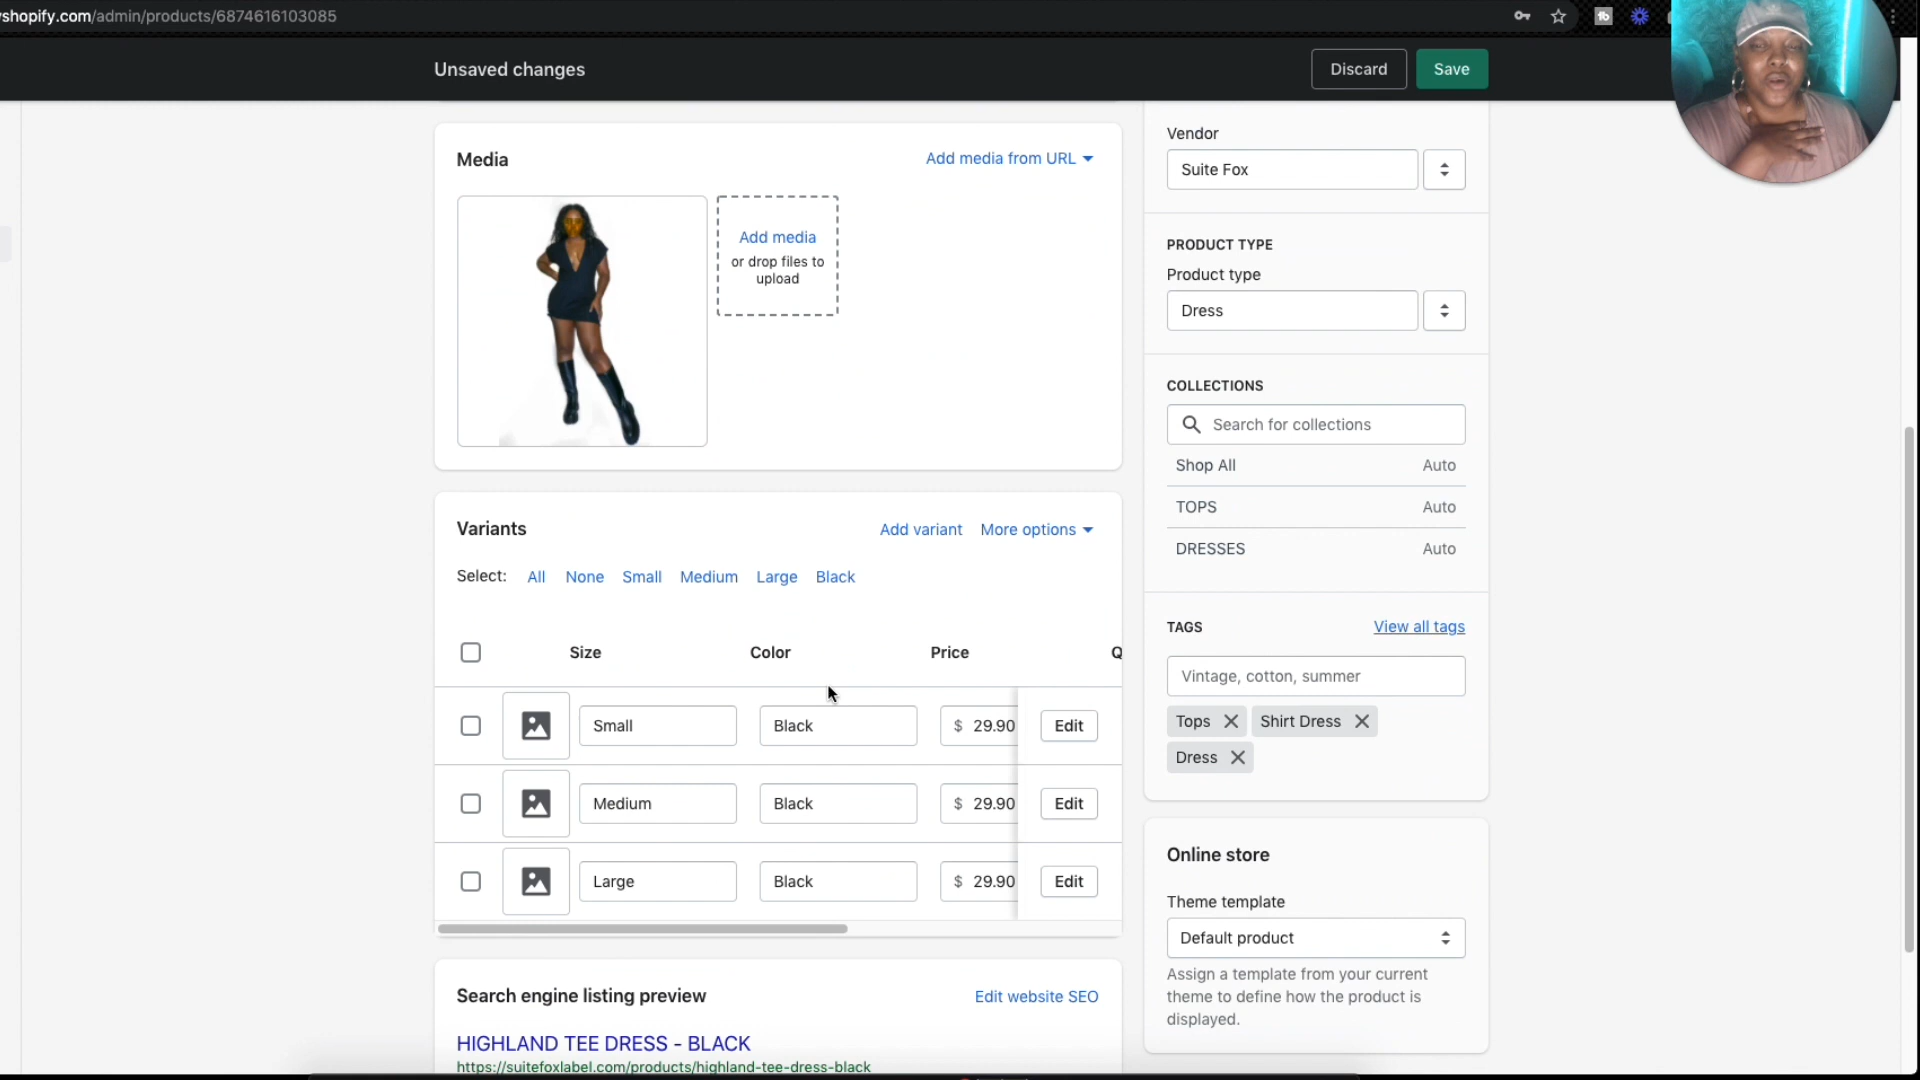 shopify.com/admin/products/6874616103085
Unsaved changes
Discard
Save
Media
Add media from URL
Add media
or drop files to
upload
Variants
Add variant
More options
Select:
All
None
Small
Medium
Large
Black
Size
Color
Price
Q
Small
Black
$ 29.90
Edit
Medium
Black
$ 29.90
Edit
Large
Black
$ 29.90
Edit
Search engine listing preview
Edit website SEO
HIGHLAND TEE DRESS - BLACK
https://suitefoxlabel.com/products/highland-tee-dress-black
Vendor
Suite Fox
PRODUCT TYPE
Product type
Dress
COLLECTIONS
Search for collections
Shop All
Auto
TOPS
Auto
DRESSES
Auto
TAGS
View all tags
Vintage, cotton, summer
Tops
Shirt Dress
Dress
Online store
Theme template
Default product
Assign a template from your current
theme to define how the product is
displayed.